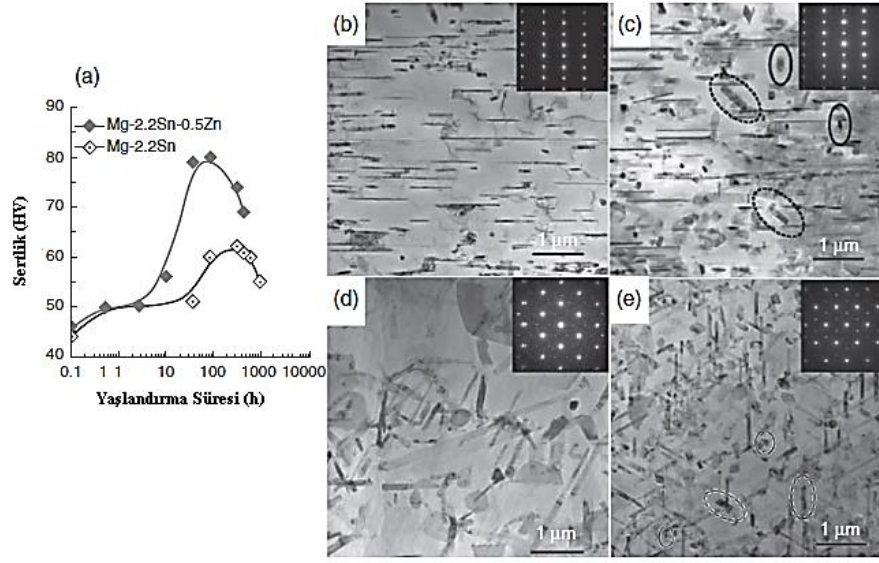 (a)
90
80
70
60
50
40
Mg-2.2Sn-0.5Zn
Mg-2.2Sn
Sertlik (HV)
0.1 1 1 10 100 1000 10000
Yaşlandırma Süresi (h)
(b)
1 µm
(c)
1 µm
(d)
1 µm
(e)
1 µm